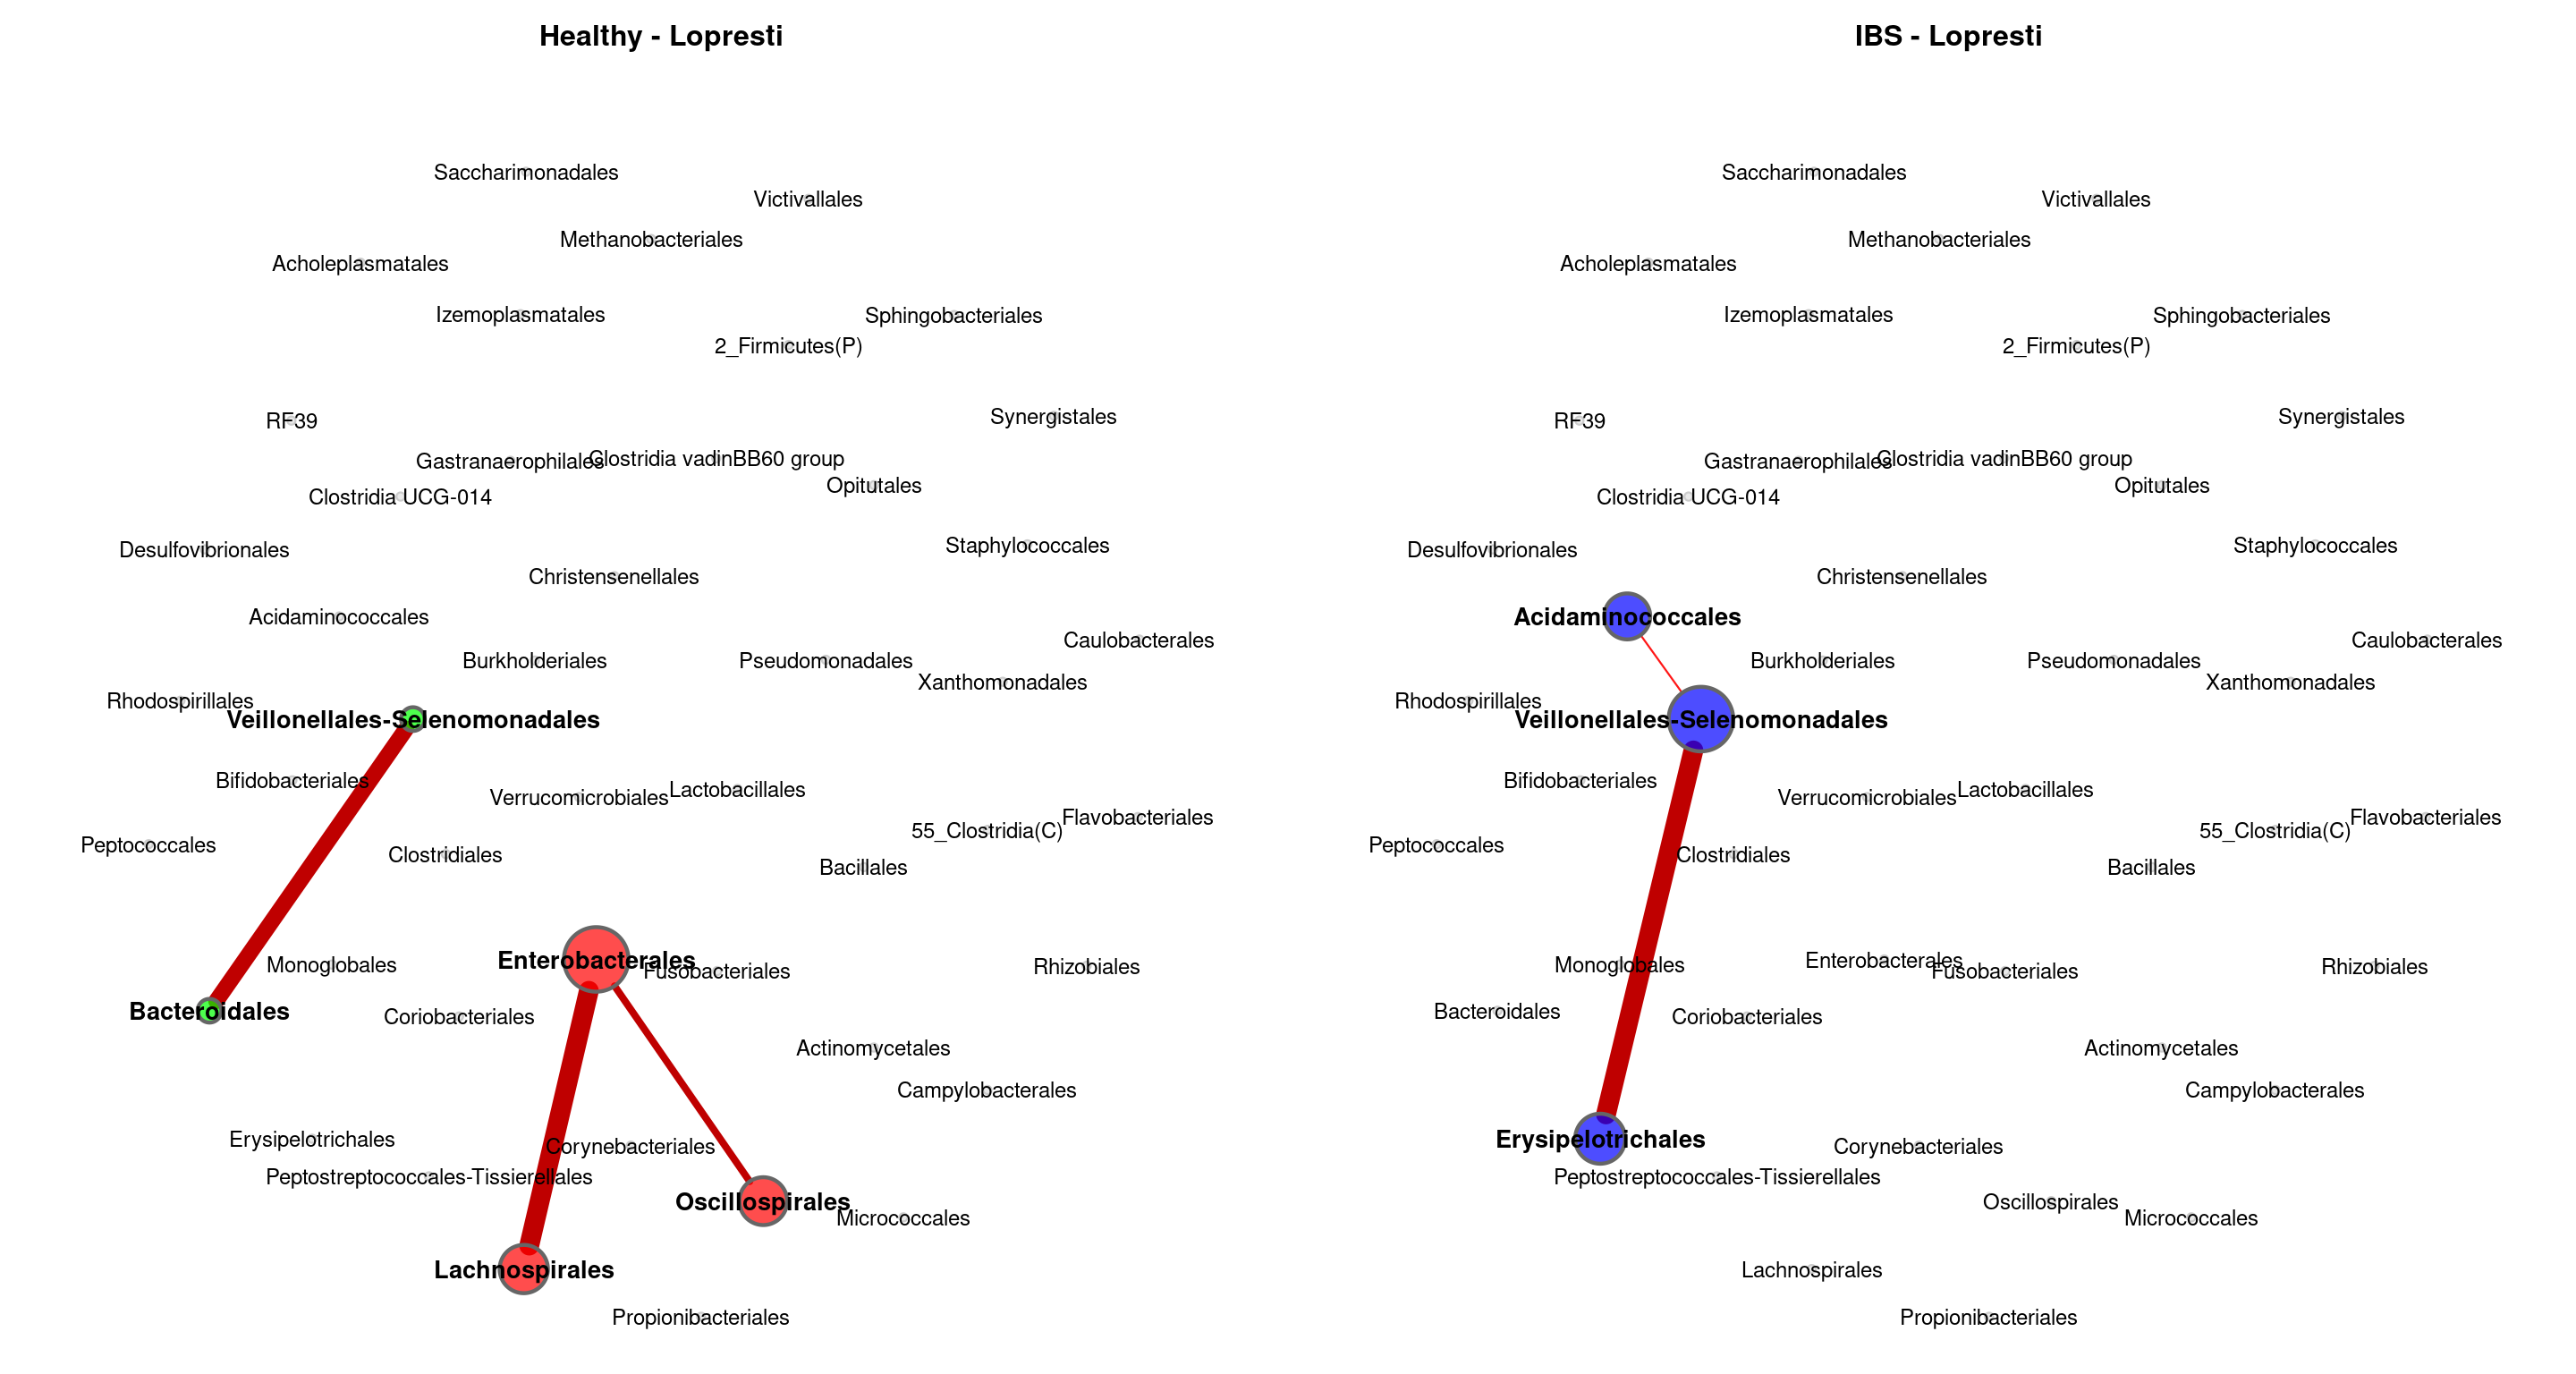 Healthy - Lopresti
Saccharimonadales
Victivallales
Methanobacteriales
Acholeplasmatales
Izemoplasmatales
Sphingobacteriales
2_Firmicutes(P)
Synergistales
RF39
Clostridia vadinBB60 group
Gastranaerophilales
Opitutales
Clostridia UCG-014
Staphylococcales
Desulfovibrionales
Christensenellales
Acidaminococcales
Caulobacterales
Burkholderiales
Pseudomonadales
Xanthomonadales
Rhodospirillales
Veillonellales-Selenomonadales
Bifidobacteriales
Lactobacillales
Verrucomicrobiales
Flavobacteriales
55_Clostridia(C)
Peptococcales
Clostridiales
Bacillales
Enterobacterales
Monoglobales
Rhizobiales
Fusobacteriales
Bacteroidales
Coriobacteriales
Actinomycetales
Campylobacterales
Erysipelotrichales
Corynebacteriales
Peptostreptococcales-Tissierellales
Oscillospirales
Micrococcales
Lachnospirales
Propionibacteriales
IBS - Lopresti
Saccharimonadales
Victivallales
Methanobacteriales
Acholeplasmatales
Izemoplasmatales
Sphingobacteriales
2_Firmicutes(P)
Synergistales
RF39
Clostridia vadinBB60 group
Gastranaerophilales
Opitutales
Clostridia UCG-014
Staphylococcales
Desulfovibrionales
Christensenellales
Acidaminococcales
Caulobacterales
Burkholderiales
Pseudomonadales
Xanthomonadales
Rhodospirillales
Veillonellales-Selenomonadales
Bifidobacteriales
Lactobacillales
Verrucomicrobiales
Flavobacteriales
55_Clostridia(C)
Peptococcales
Clostridiales
Bacillales
Enterobacterales
Monoglobales
Rhizobiales
Fusobacteriales
Bacteroidales
Coriobacteriales
Actinomycetales
Campylobacterales
Erysipelotrichales
Corynebacteriales
Peptostreptococcales-Tissierellales
Oscillospirales
Micrococcales
Lachnospirales
Propionibacteriales